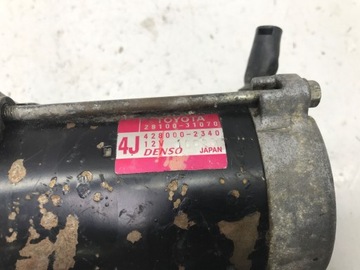 TOYOTA
28100-31070
4J 428000-2340
12V
DENSO JAPAN